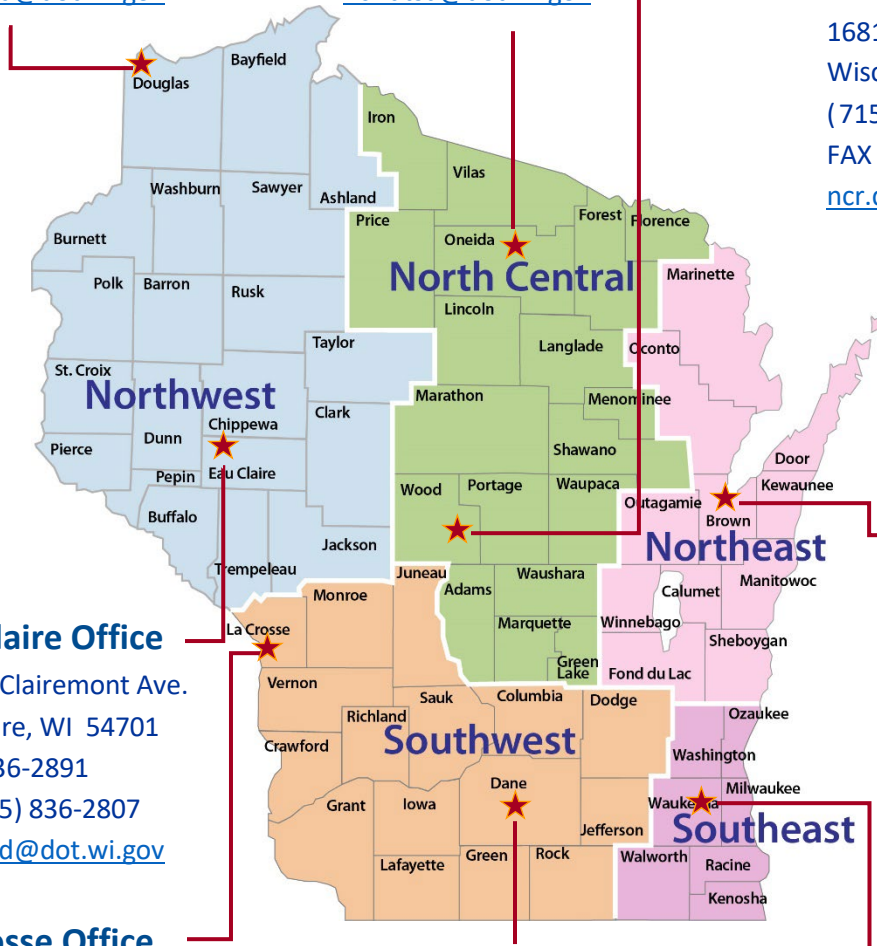 1681
(715
FAX
Douglas
Bayfield
Iron
Vilas
Washburn
Sawyer
Ashland
Price
Forest
Florence
Burnett
Oneida
North Central
Marinette
Polk
Barron
Rusk
Lincoln
Taylor
Langlade
Oconto
St. Croix
Northwest
Marathon
Menominee
Clark
Chippewa
Pierce
Dunn
Shawano
Door
Pepin
Eau Claire
Wood
Portage
Waupaca
Kewaunee
Outagamie
Buffalo
Brown
Jackson
Northeast
Trempeleau
Juneau
Waushara
Manitowoc
Monroe
Adams
Calumet
La Crosse
Marquette
Winnebago
Sheboygan
Green
Lake
Fond du Lac
Vernon
Sauk
Columbia
Dodge
Richland
Ozaukee
Crawford
Southwest
Washington
Dane
Milwaukee
Grant
Iowa
Waukesha
Jefferson
Southeast
Lafayette
Green
Rock
Walworth
Racine
Kenosha
laire Office
Clairemont Ave.
re, WI 54701
36-2891
5) 836-2807
d@dot.wi.gov
osse Office